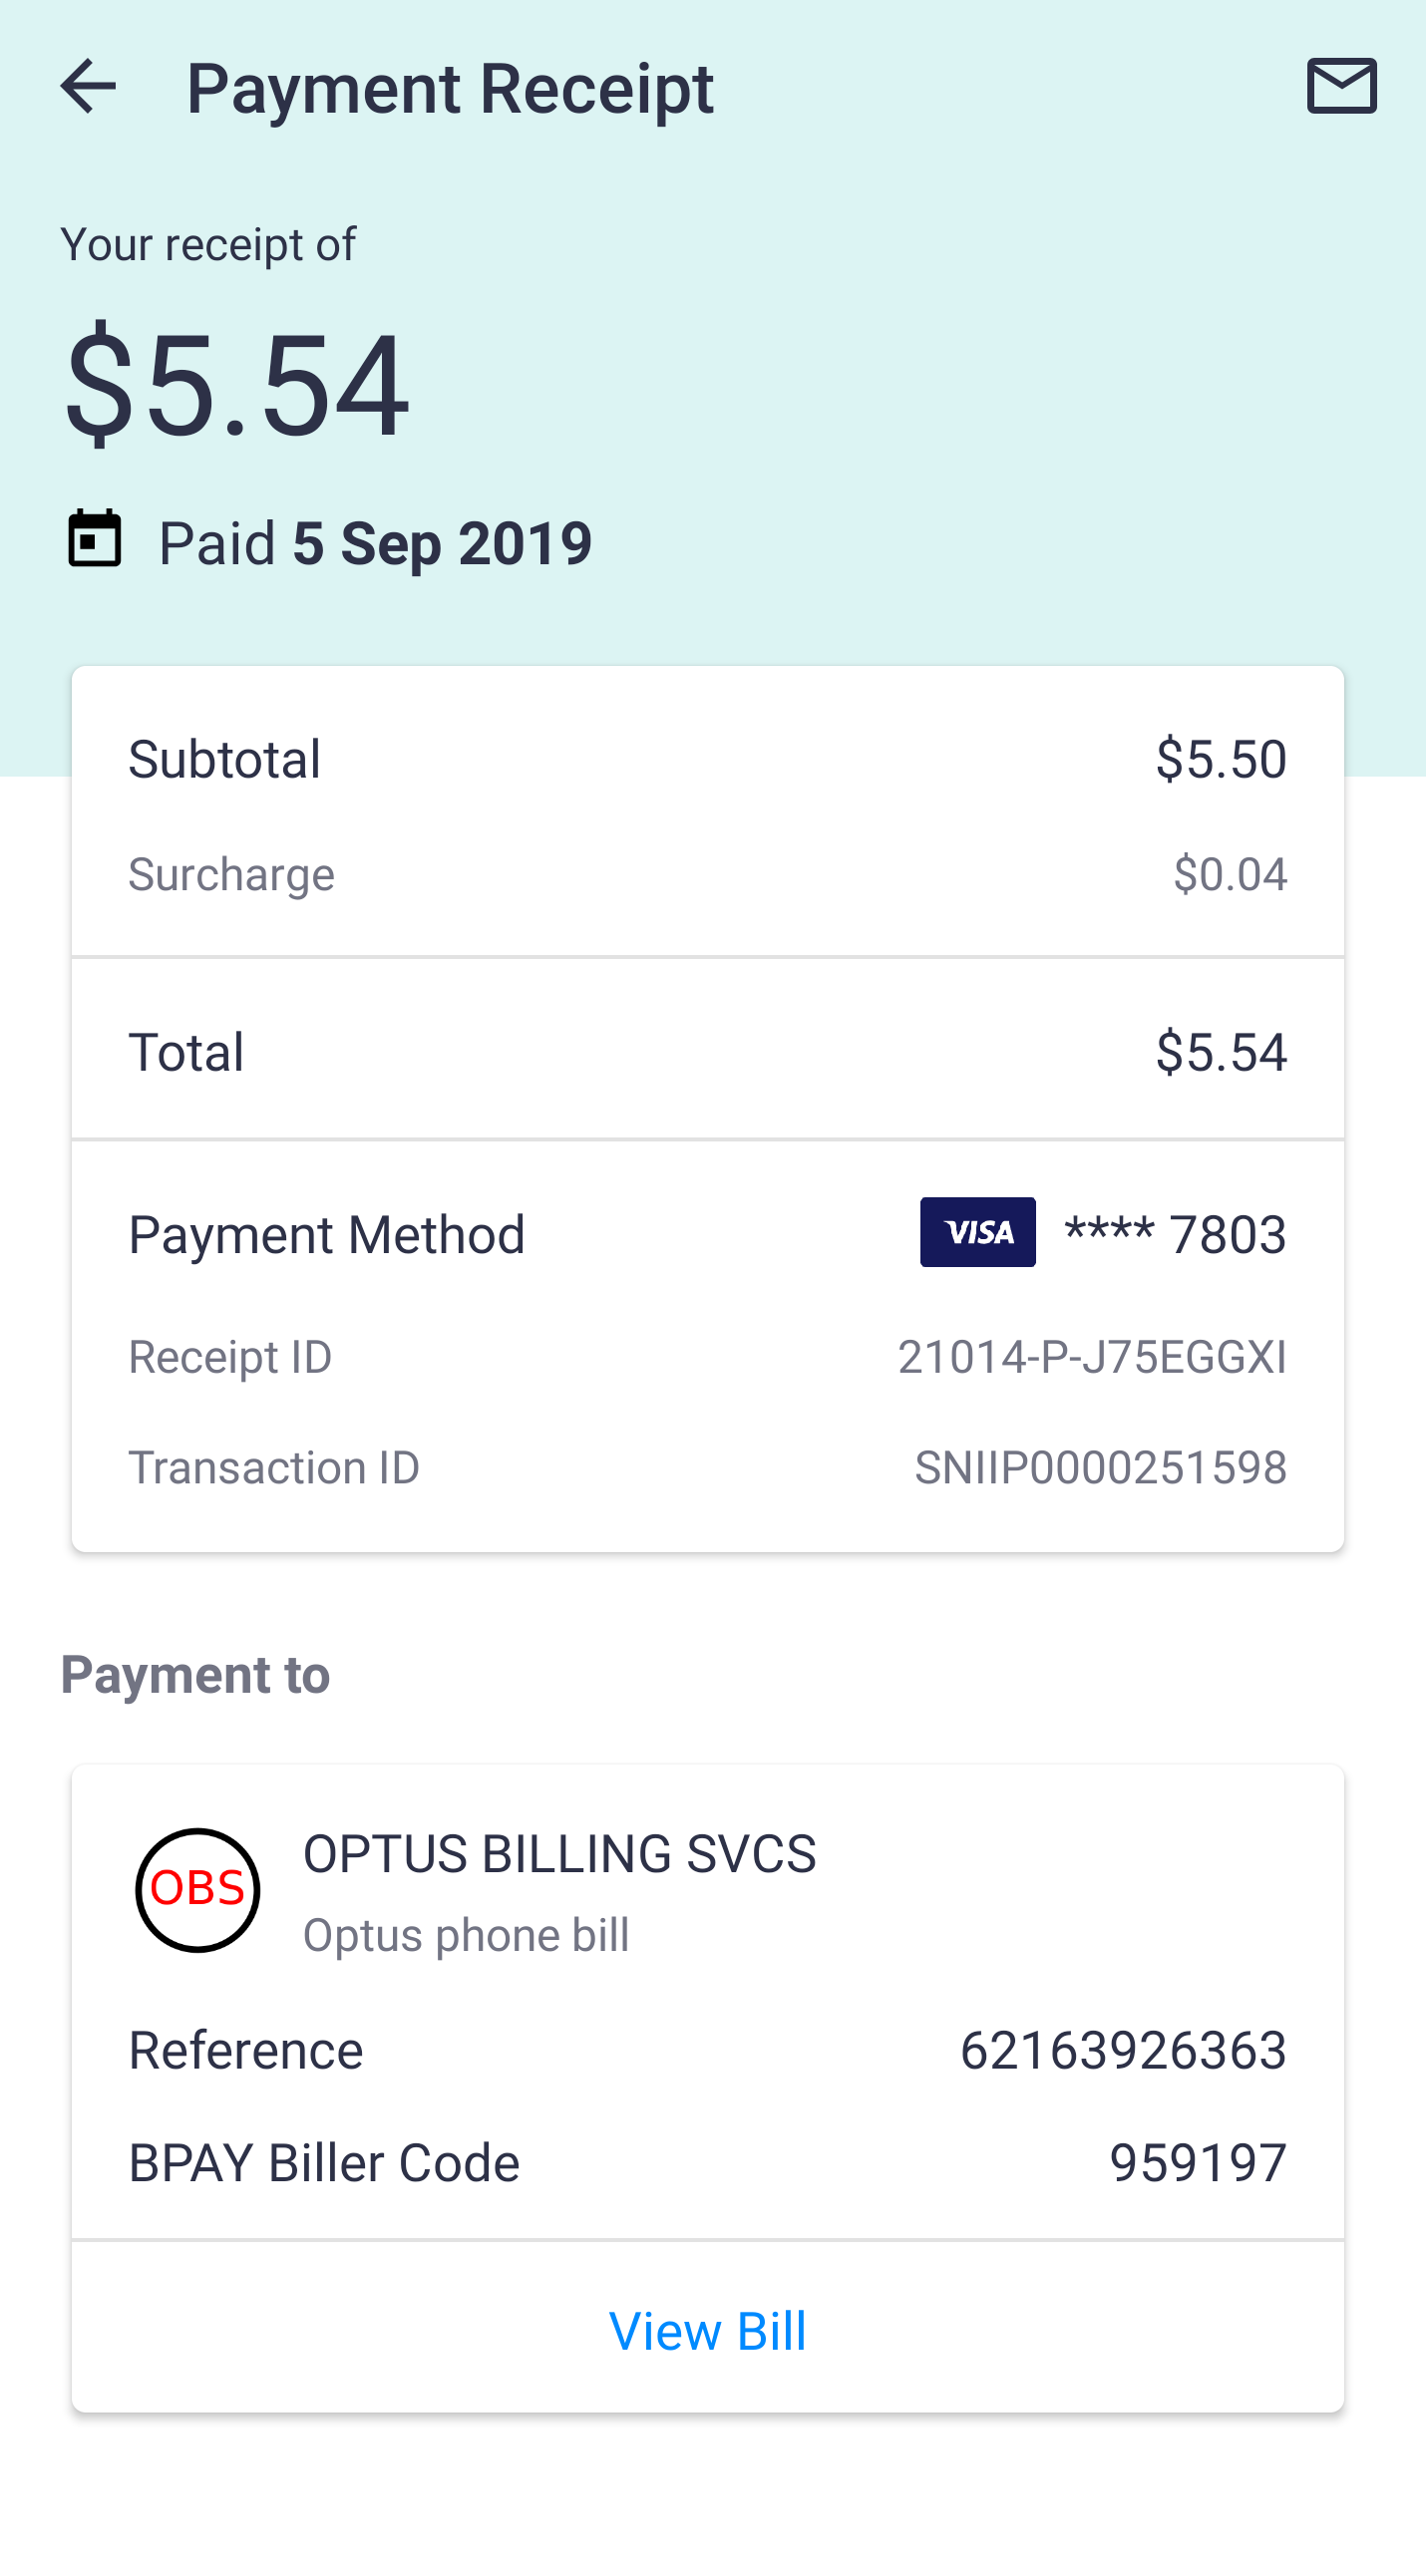 Payment Receipt
Your receipt of
$5.54
Paid 5 Sep 2019
Subtotal $5.50
Surcharge $0.04
Total $5.54
Payment Method VISA **** 7803
Receipt ID 21014-P-J75EGGXI
Transaction ID SNIIP0000251598
Payment to
OBS OPTUS BILLING SVCS
Optus phone bill
Reference 62163926363
BPAY Biller Code 959197
View Bill